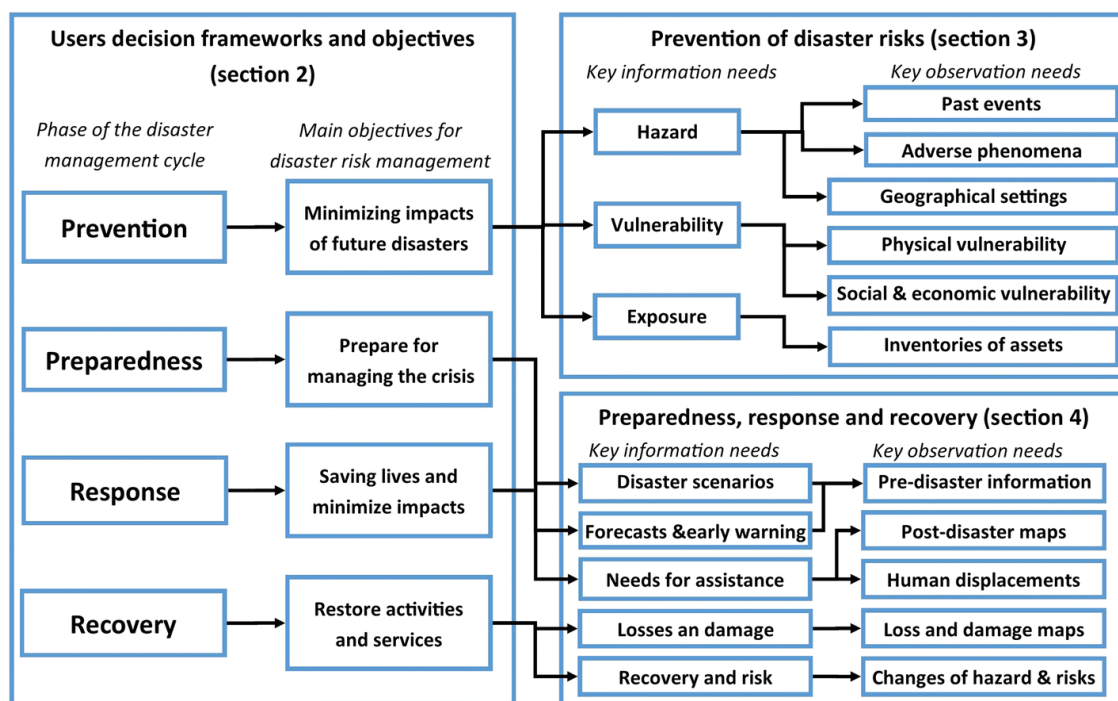 Users decision frameworks and objectives
(section 2)
Phase of the disaster
management cycle
Main objectives for
disaster risk management
Prevention
Minimizing impacts
of future disasters
Preparedness
Prepare for
managing the crisis
Response
Saving lives and
minimize impacts
Recovery
Restore activities
and services
Prevention of disaster risks (section 3)
Key information needs
Key observation needs
Hazard
Past events
Adverse phenomena
Geographical settings
Vulnerability
Physical vulnerability
Social & economic vulnerability
Exposure
Inventories of assets
Preparedness, response and recovery (section 4)
Key information needs
Key observation needs
Disaster scenarios
Pre-disaster information
Forecasts &early warning
Post-disaster maps
Needs for assistance
Human displacements
Losses an damage
Loss and damage maps
Recovery and risk
Changes of hazard & risks